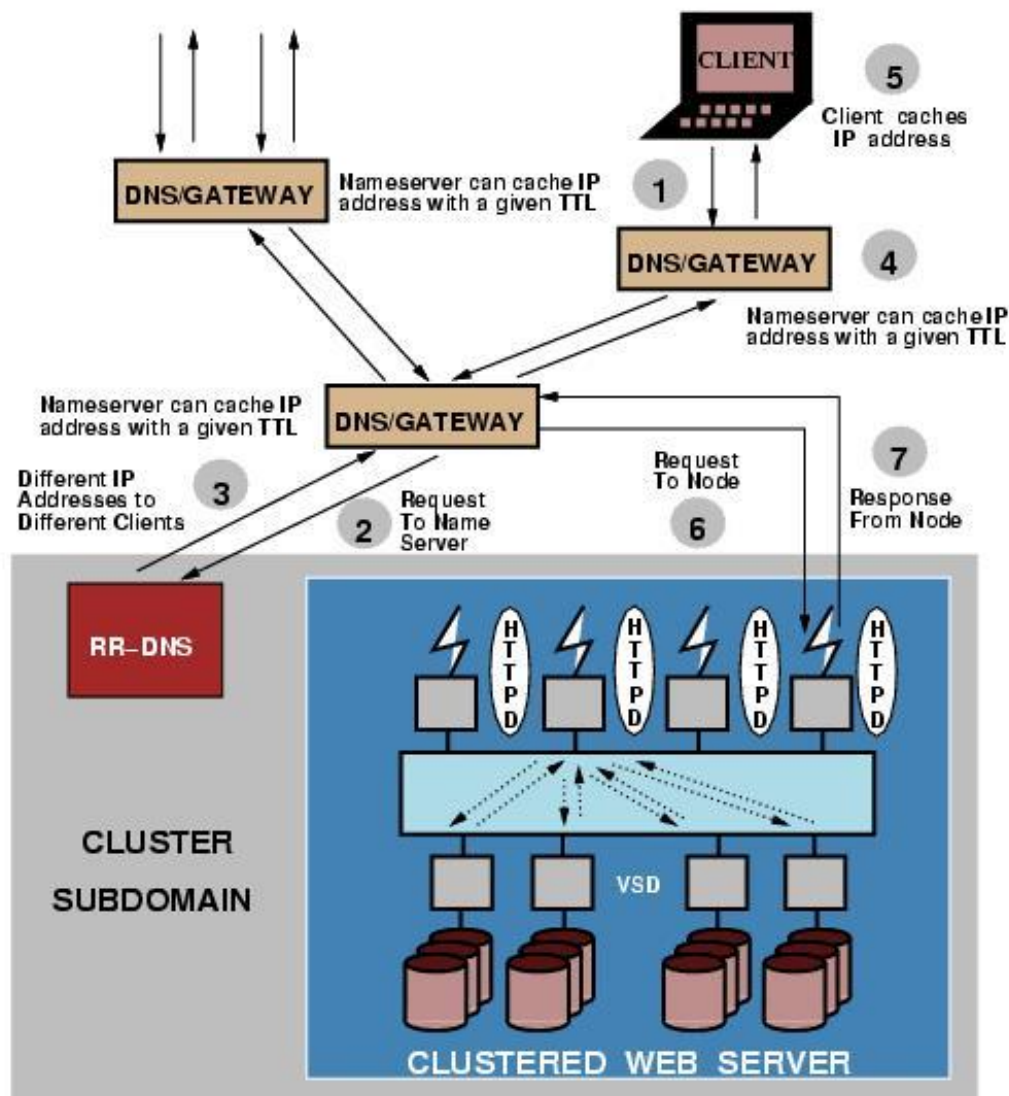 CLIENT
5
Client caches
IP address
DNS/GATEWAY
Nameserver can cache IP
address with a given TTL
1
DNS/GATEWAY
4
Nameserver can cache IP
address with a given TTL
Nameserver can cache IP
address with a given TTL
DNS/GATEWAY
Different IP
Addresses to
Different Clients
3
2
Request
To Name
Server
Request
To Node
6
7
Response
From Node
RR–DNS
HTTPD
HTTPD
HTTPD
HTTPD
CLUSTER
SUBDOMAIN
VSD
CLUSTERED WEB SERVER